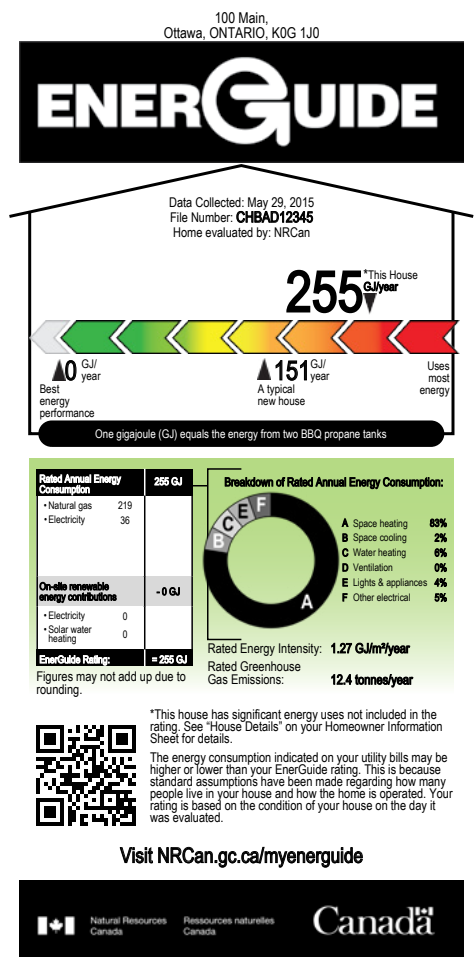 100 Main,
Ottawa, ONTARIO, K0G 1J0
ENERGUIDE
Data Collected: May 29, 2015
File Number: CHBAD12345
Home evaluated by: NRCan
255 GJ/year
*This House
0 GJ/year
Best
energy
performance
151 GJ/year
A typical
new house
Uses
most
energy
One gigajoule (GJ) equals the energy from two BBQ propane tanks
Rated Annual Energy
Consumption
255 GJ
• Natural gas 219
• Electricity 36
On-site renewable
energy contributions
- 0 GJ
• Electricity 0
• Solar water
heating 0
EnerGuide Rating: = 255 GJ
Figures may not add up due to
rounding.
Breakdown of Rated Annual Energy Consumption:
A
B
C
E
F
A Space heating 83%
B Space cooling 2%
C Water heating 6%
D Ventilation 0%
E Lights & appliances 4%
F Other electrical 5%
Rated Energy Intensity: 1.27 GJ/m²/year
Rated Greenhouse
Gas Emissions: 12.4 tonnes/year
*This house has significant energy uses not included in the
rating. See “House Details” on your Homeowner Information
Sheet for details.
The energy consumption indicated on your utility bills may be
higher or lower than your EnerGuide rating. This is because
standard assumptions have been made regarding how many
people live in your house and how the home is operated. Your
rating is based on the condition of your house on the day it
was evaluated.
Visit NRCan.gc.ca/myenerguide
Natural Resources
Canada
Ressources naturelles
Canada
Canada